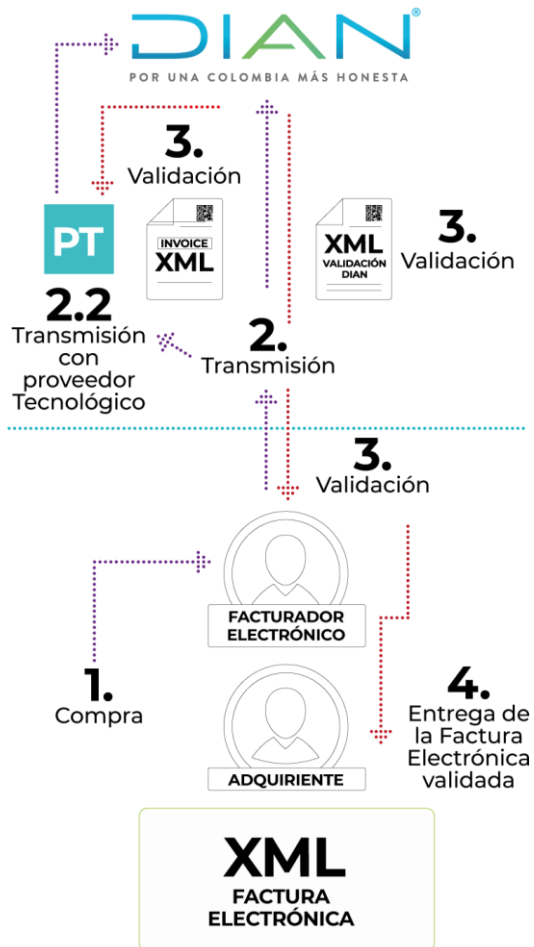 DIAN®
POR UNA COLOMBIA MÁS HONESTA
3.
Validación
PT
INVOICE
XML
XML
VALIDACIÓN
DIAN
3.
Validación
2.2
Transmisión
con
proveedor
Tecnológico
2.
Transmisión
3.
Validación
FACTURADOR
ELECTRÓNICO
1.
Compra
4.
Entrega de
la Factura
Electrónica
validada
ADQUIRIENTE
XML
FACTURA
ELECTRÓNICA